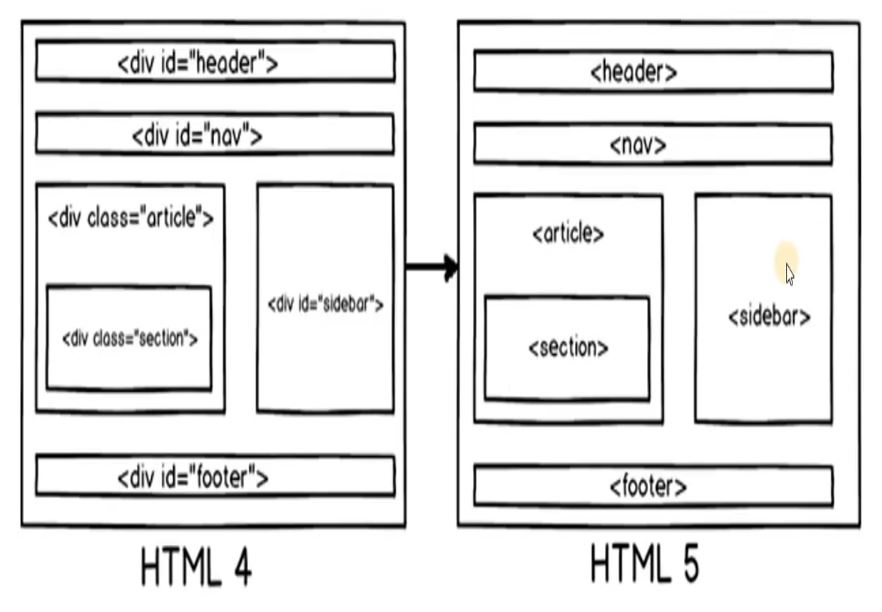 <div id="header">
<div id="nav">
<div class="article">
<div class="section">
<div id="sidebar">
<div id="footer">
HTML 4
<header>
<nav>
<article>
<section>
<sidebar>
<footer>
HTML 5